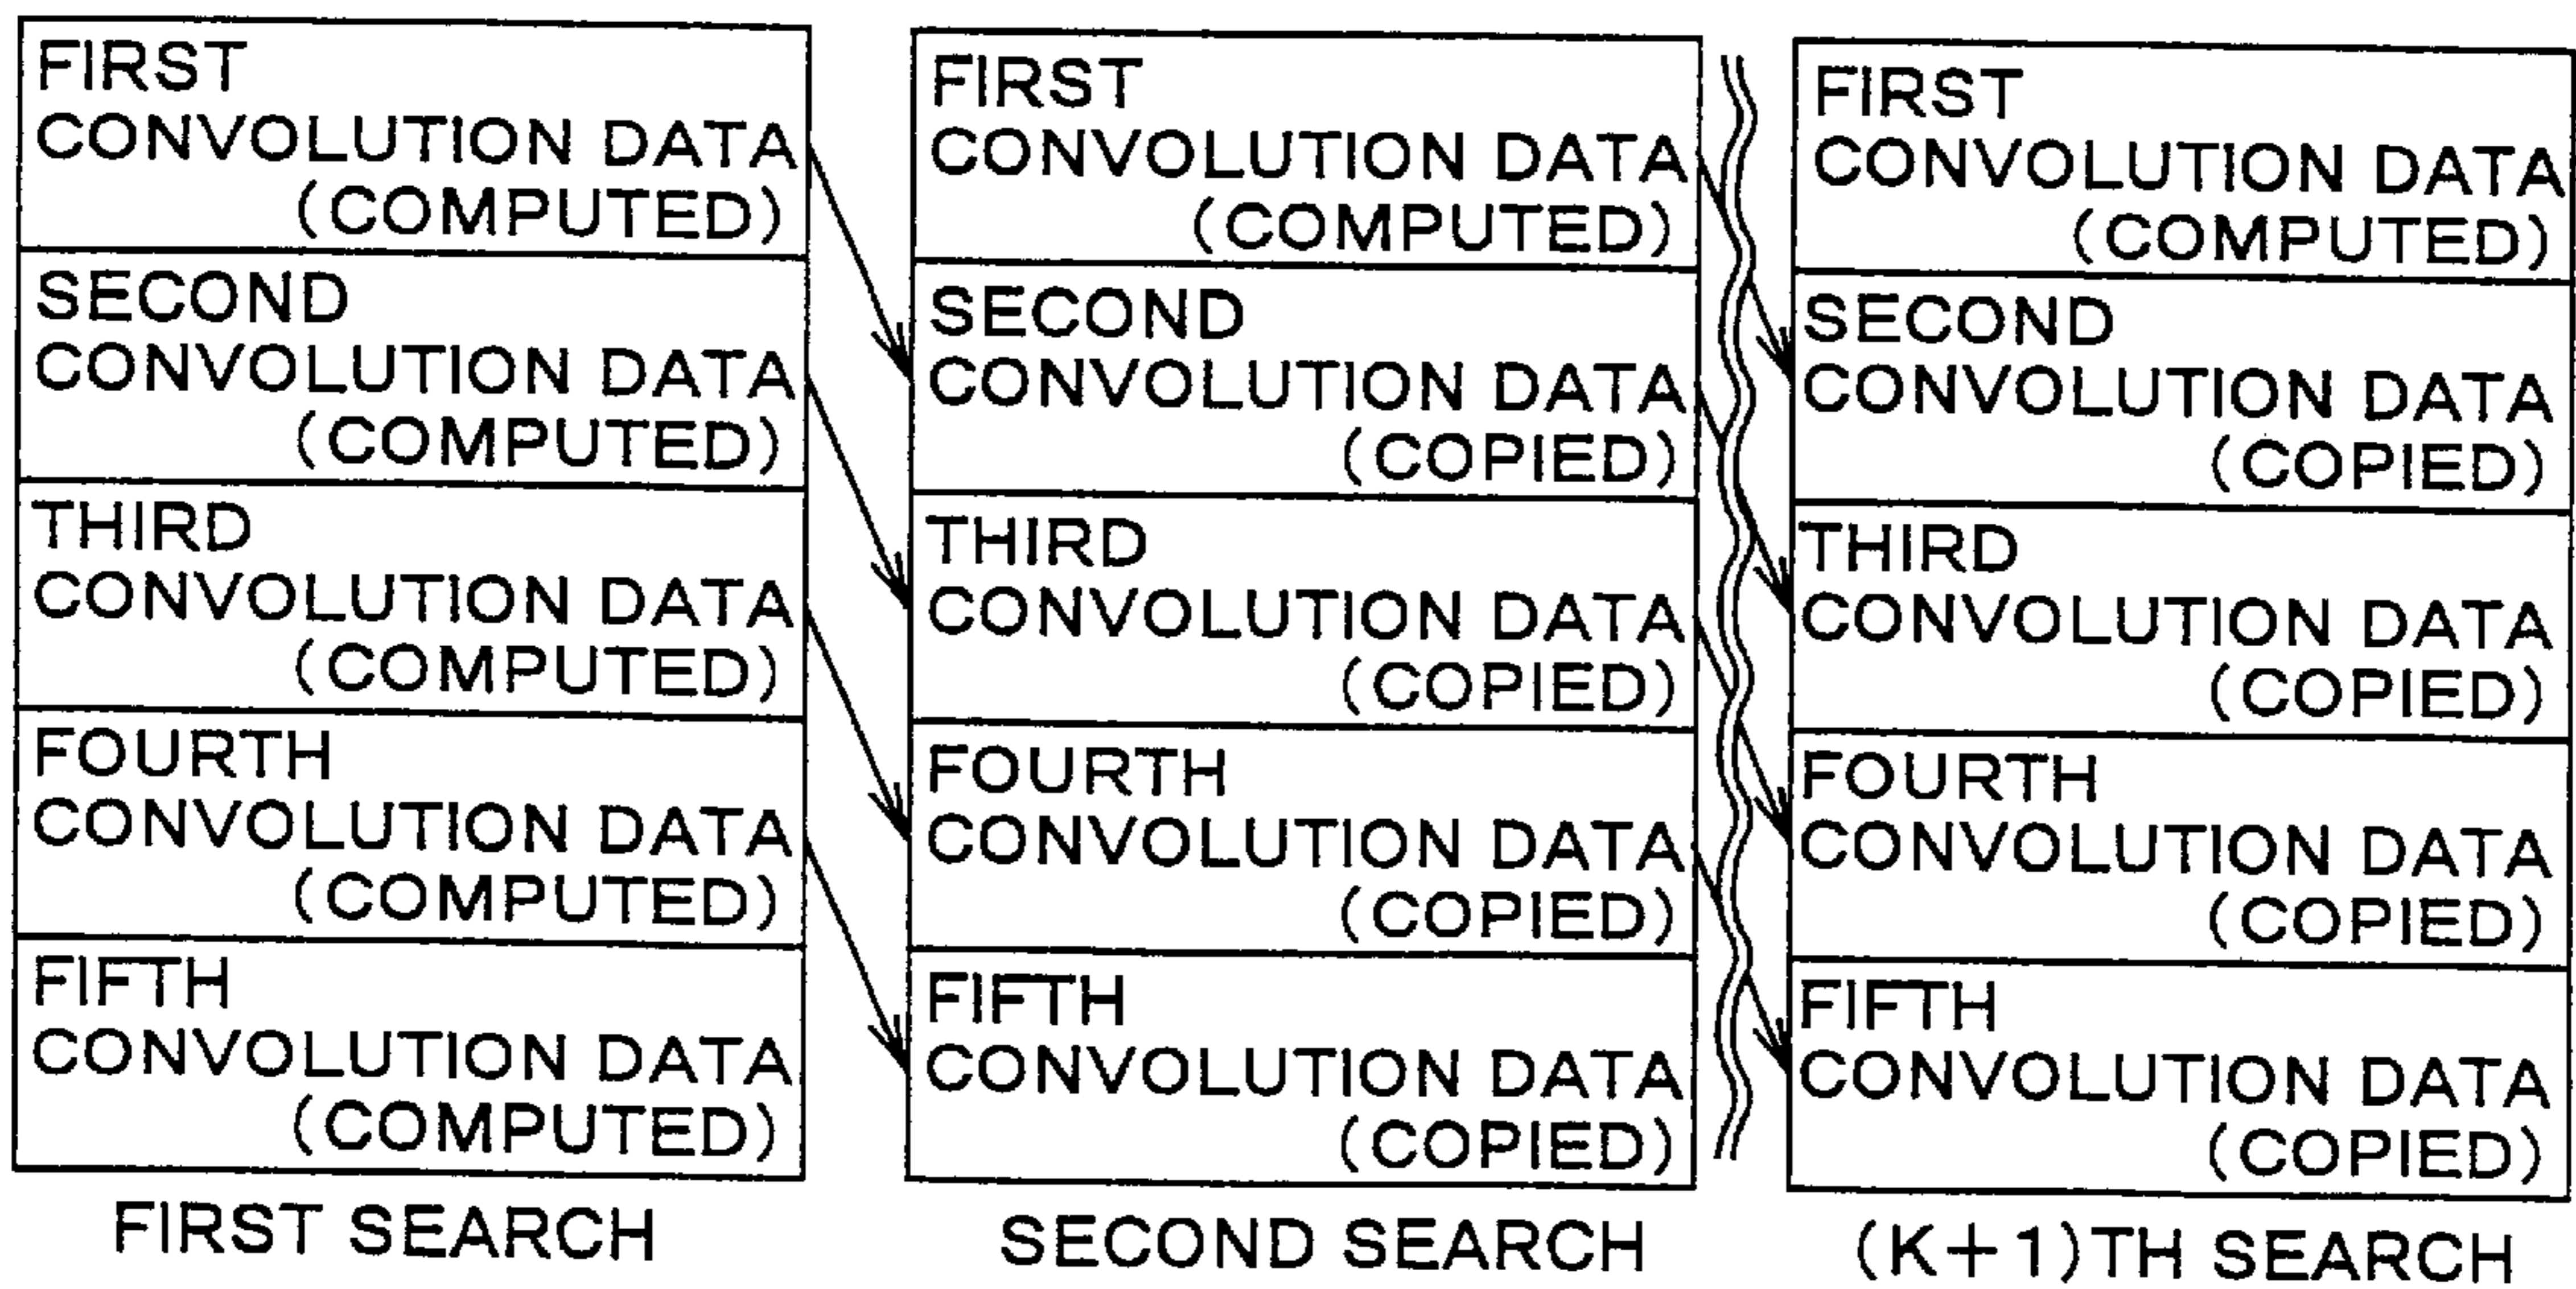 FIRST
CONVOLUTION DATA
(COMPUTED)
SECOND
CONVOLUTION DATA
(COMPUTED)
THIRD
CONVOLUTION DATA
(COMPUTED)
FOURTH
CONVOLUTION DATA
(COMPUTED)
FIFTH
CONVOLUTION DATA
(COMPUTED)
FIRST SEARCH
FIRST
CONVOLUTION DATA
(COMPUTED)
SECOND
CONVOLUTION DATA
(COPIED)
THIRD
CONVOLUTION DATA
(COPIED)
FOURTH
CONVOLUTION DATA
(COPIED)
FIFTH
CONVOLUTION DATA
(COPIED)
SECOND SEARCH
FIRST
CONVOLUTION DATA
(COMPUTED)
SECOND
CONVOLUTION DATA
(COPIED)
THIRD
CONVOLUTION DATA
(COPIED)
FOURTH
CONVOLUTION DATA
(COPIED)
FIFTH
CONVOLUTION DATA
(COPIED)
(K+1)TH SEARCH